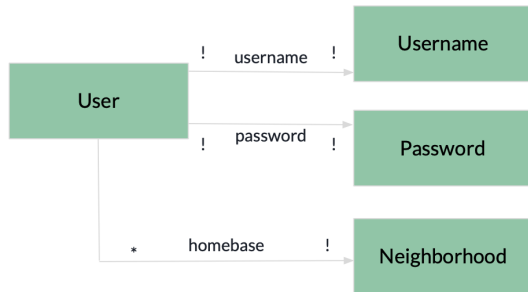 Username
! username !
User
password
! !
Password
* homebase !
Neighborhood